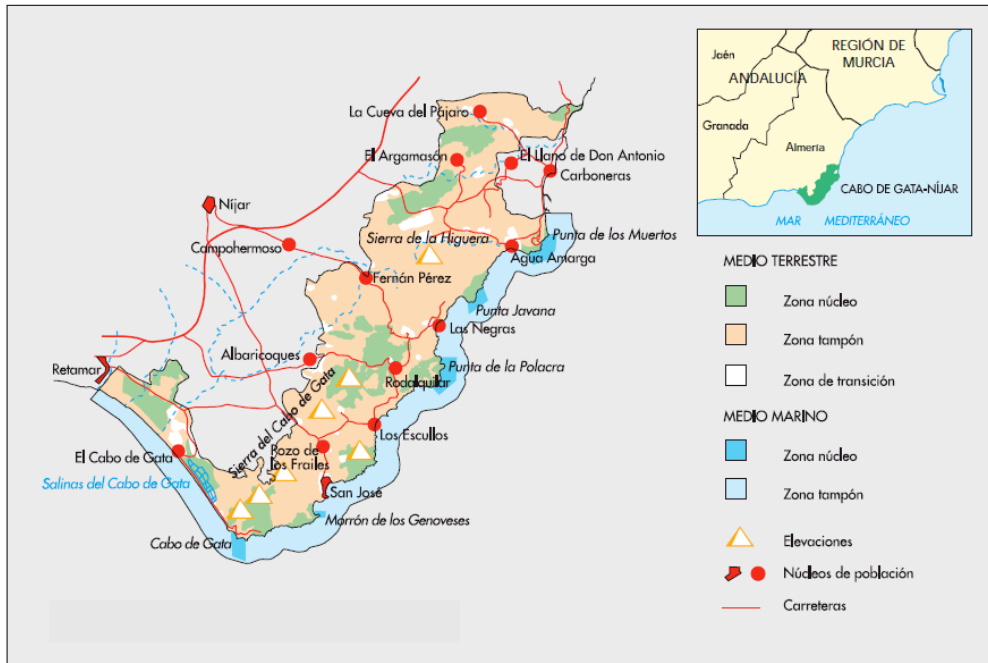 Jaén
REGIÓN DE
MURCIA
ANDALUCÍA
Granada
Almería
CABO DE GATA-NÍJAR
MAR MEDITERRÁNEO
La Cueva del Pájaro
El Argamasón
El Llano de Don Antonio
Carboneras
Níjar
Sierra de la Higuera
Punta de los Muertos
Campohermoso
Agua Amarga
Fernán Pérez
Punta Javana
Las Negras
Albaricoques
Punta de la Polacra
Retamar
Rodalquilar
Sierra del Cabo de Gata
Los Escullos
El Cabo de Gata
Pozo de
los Frailes
Salinas del Cabo de Gata
San José
Morrón de los Genoveses
Cabo de Gata
MEDIO TERRESTRE
Zona núcleo
Zona tampón
Zona de transición
MEDIO MARINO
Zona núcleo
Zona tampón
Elevaciones
Núcleos de población
Carreteras